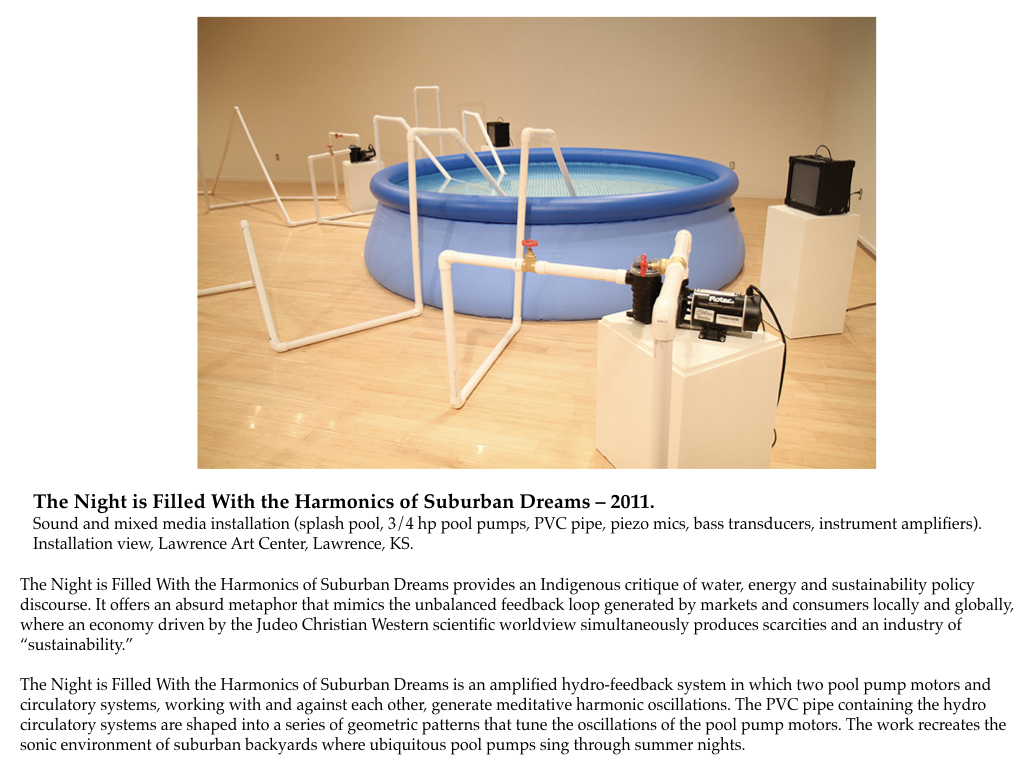 Flotec
The Night is Filled With the Harmonics of Suburban Dreams – 2011.
Sound and mixed media installation (splash pool, 3/4 hp pool pumps, PVC pipe, piezo mics, bass transducers, instrument amplifiers).
Installation view, Lawrence Art Center, Lawrence, KS.
The Night is Filled With the Harmonics of Suburban Dreams provides an Indigenous critique of water, energy and sustainability policy
discourse. It offers an absurd metaphor that mimics the unbalanced feedback loop generated by markets and consumers locally and globally,
where an economy driven by the Judeo Christian Western scientific worldview simultaneously produces scarcities and an industry of
“sustainability.”
The Night is Filled With the Harmonics of Suburban Dreams is an amplified hydro-feedback system in which two pool pump motors and
circulatory systems, working with and against each other, generate meditative harmonic oscillations. The PVC pipe containing the hydro
circulatory systems are shaped into a series of geometric patterns that tune the oscillations of the pool pump motors. The work recreates the
sonic environment of suburban backyards where ubiquitous pool pumps sing through summer nights.